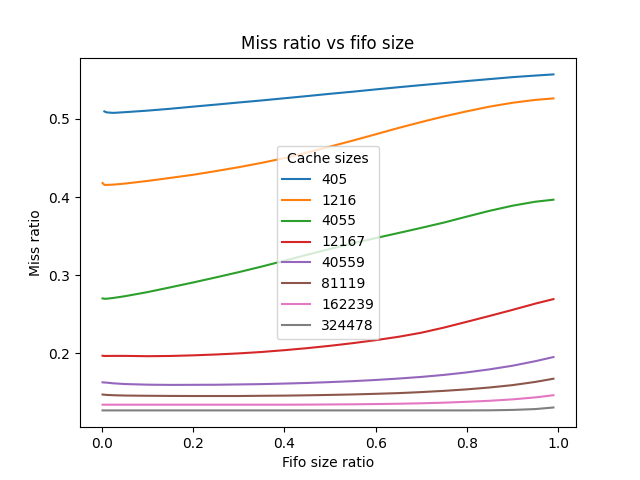 Miss ratio vs fifo size
Miss ratio
0.5
0.4
0.3
0.2
Cache sizes
405
1216
4055
12167
40559
81119
162239
324478
0.0 0.2 0.4 0.6 0.8 1.0
Fifo size ratio